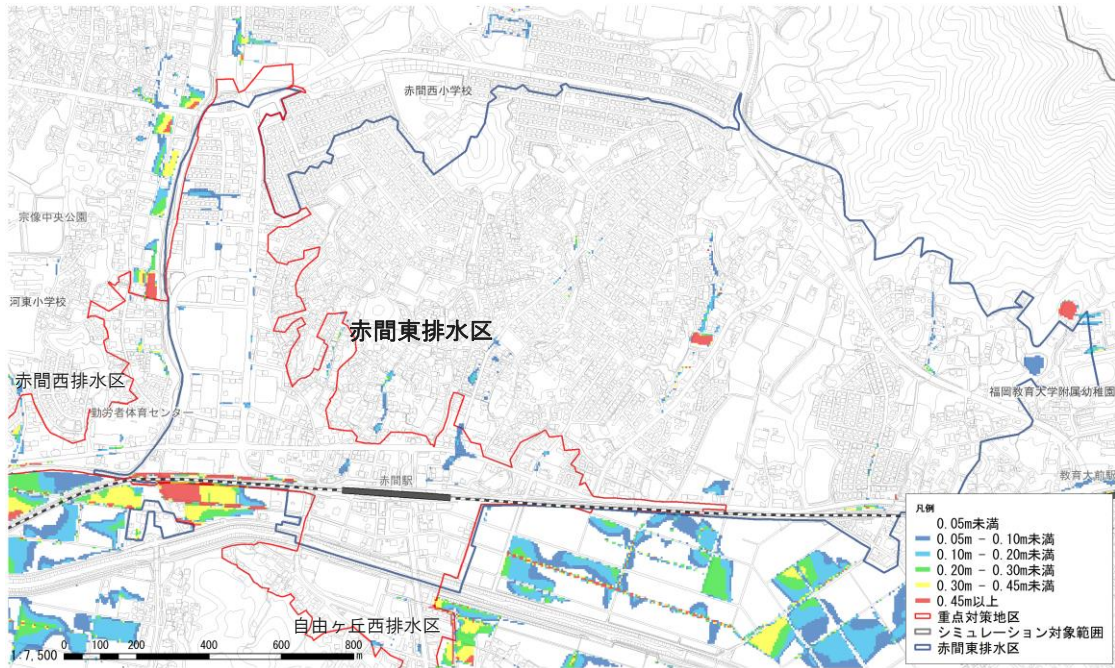 赤間西小学校
宗像中央公園
河東小学校
赤間東排水区
赤間西排水区
勤労者体育センター
福岡教育大学附属幼稚園
赤間駅
教育大前駅
自由ヶ丘西排水区
1:7,500
0 100 200 400 600 800
m
凡例
0.05m未満
0.05m - 0.10m未満
0.10m - 0.20m未満
0.20m - 0.30m未満
0.30m - 0.45m未満
0.45m以上
重点対策地区
シミュレーション対象範囲
赤間東排水区